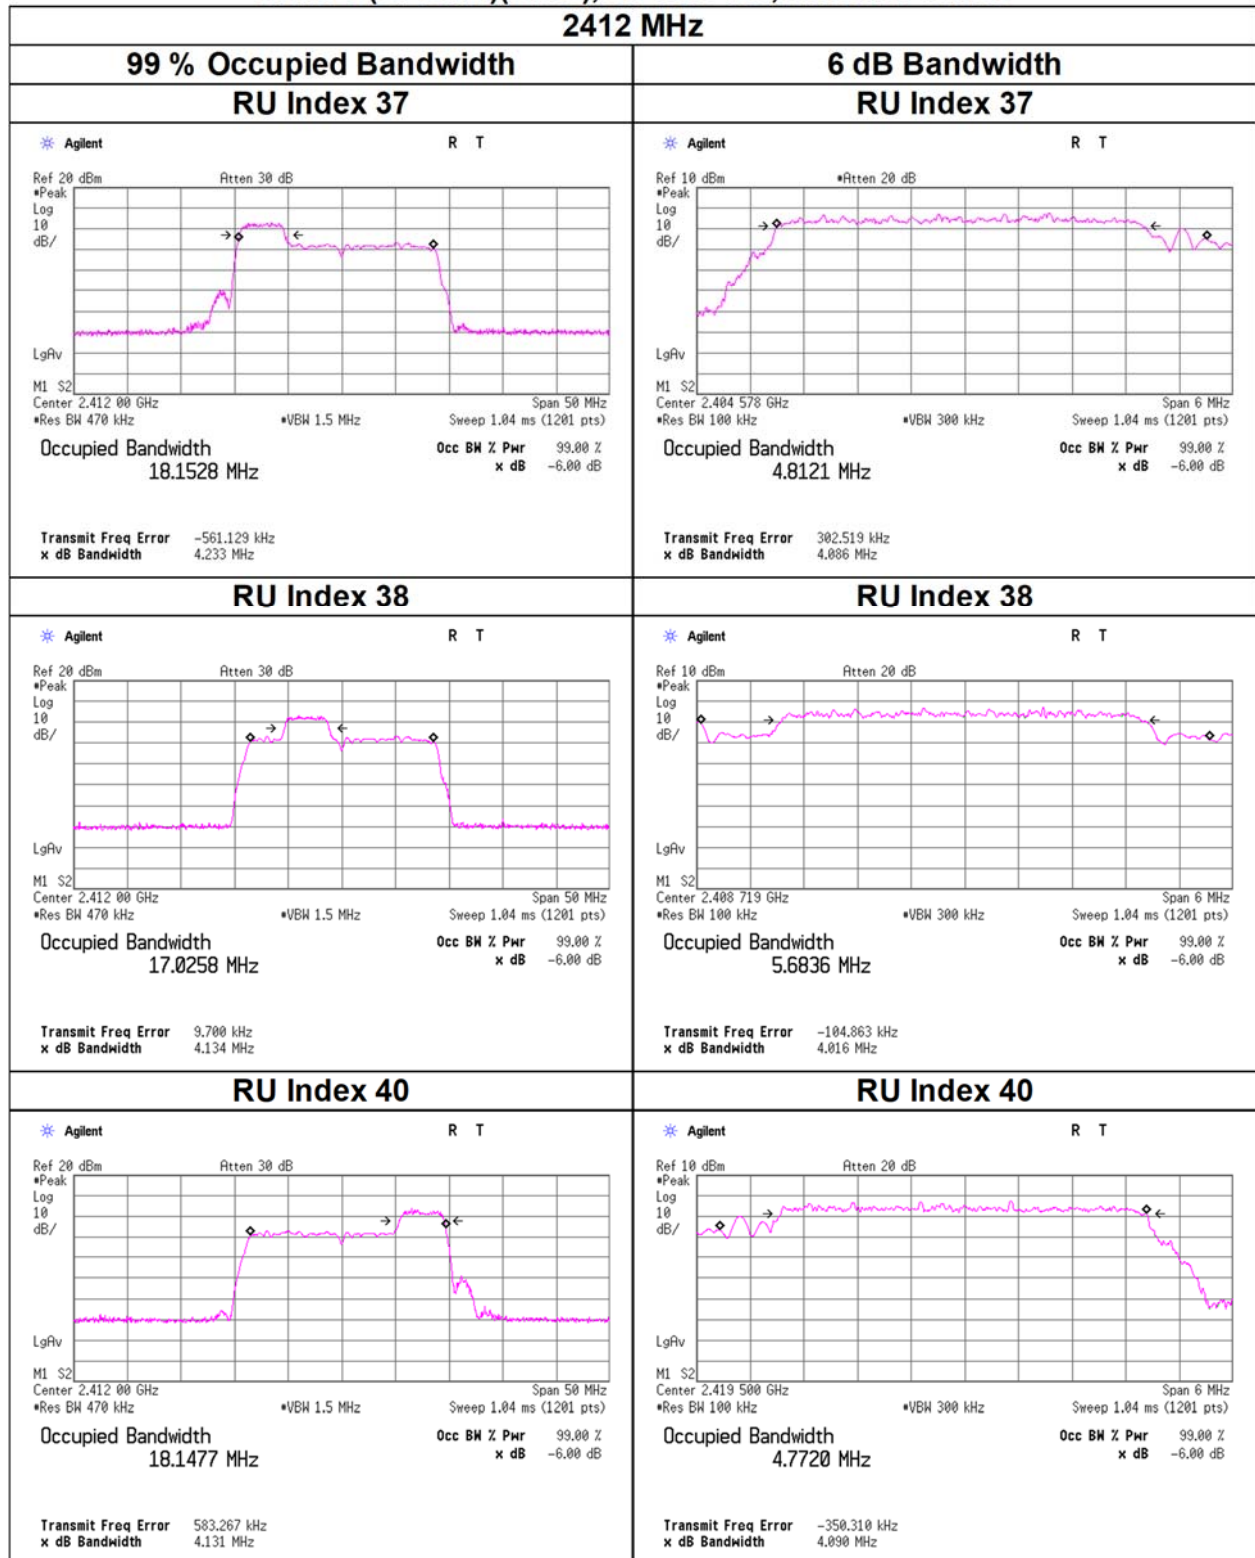 2412 MHz
99 % Occupied Bandwidth
6 dB Bandwidth
RU Index 37
RU Index 37
Agilent R T
Ref 20 dBm Atten 30 dB
#Peak
Log
10
dB/
LgAv
M1 S2
Center 2.412 00 GHz Span 50 MHz
#Res BW 470 kHz #VBW 1.5 MHz Sweep 1.04 ms (1201 pts)
Occupied Bandwidth Occ BW % Pwr 99.00 %
18.1528 MHz x dB -6.00 dB
Transmit Freq Error -561.129 kHz
x dB Bandwidth 4.233 MHz
Agilent R T
Ref 10 dBm #Atten 20 dB
#Peak
Log
10
dB/
LgAv
M1 S2
Center 2.404 578 GHz Span 6 MHz
#Res BW 100 kHz #VBW 300 kHz Sweep 1.04 ms (1201 pts)
Occupied Bandwidth Occ BW % Pwr 99.00 %
4.8121 MHz x dB -6.00 dB
Transmit Freq Error 302.519 kHz
x dB Bandwidth 4.086 MHz
RU Index 38
RU Index 38
Agilent R T
Ref 20 dBm Atten 30 dB
#Peak
Log
10
dB/
LgAv
M1 S2
Center 2.412 00 GHz Span 50 MHz
#Res BW 470 kHz #VBW 1.5 MHz Sweep 1.04 ms (1201 pts)
Occupied Bandwidth Occ BW % Pwr 99.00 %
17.0258 MHz x dB -6.00 dB
Transmit Freq Error 9.700 kHz
x dB Bandwidth 4.134 MHz
Agilent R T
Ref 10 dBm Atten 20 dB
#Peak
Log
10
dB/
LgAv
M1 S2
Center 2.408 719 GHz Span 6 MHz
#Res BW 100 kHz #VBW 300 kHz Sweep 1.04 ms (1201 pts)
Occupied Bandwidth Occ BW % Pwr 99.00 %
5.6836 MHz x dB -6.00 dB
Transmit Freq Error -104.863 kHz
x dB Bandwidth 4.016 MHz
RU Index 40
RU Index 40
Agilent R T
Ref 20 dBm Atten 30 dB
#Peak
Log
10
dB/
LgAv
M1 S2
Center 2.412 00 GHz Span 50 MHz
#Res BW 470 kHz #VBW 1.5 MHz Sweep 1.04 ms (1201 pts)
Occupied Bandwidth Occ BW % Pwr 99.00 %
18.1477 MHz x dB -6.00 dB
Transmit Freq Error 583.267 kHz
x dB Bandwidth 4.131 MHz
Agilent R T
Ref 10 dBm Atten 20 dB
#Peak
Log
10
dB/
LgAv
M1 S2
Center 2.419 500 GHz Span 6 MHz
#Res BW 100 kHz #VBW 300 kHz Sweep 1.04 ms (1201 pts)
Occupied Bandwidth Occ BW % Pwr 99.00 %
4.7720 MHz x dB -6.00 dB
Transmit Freq Error -350.310 kHz
x dB Bandwidth 4.090 MHz